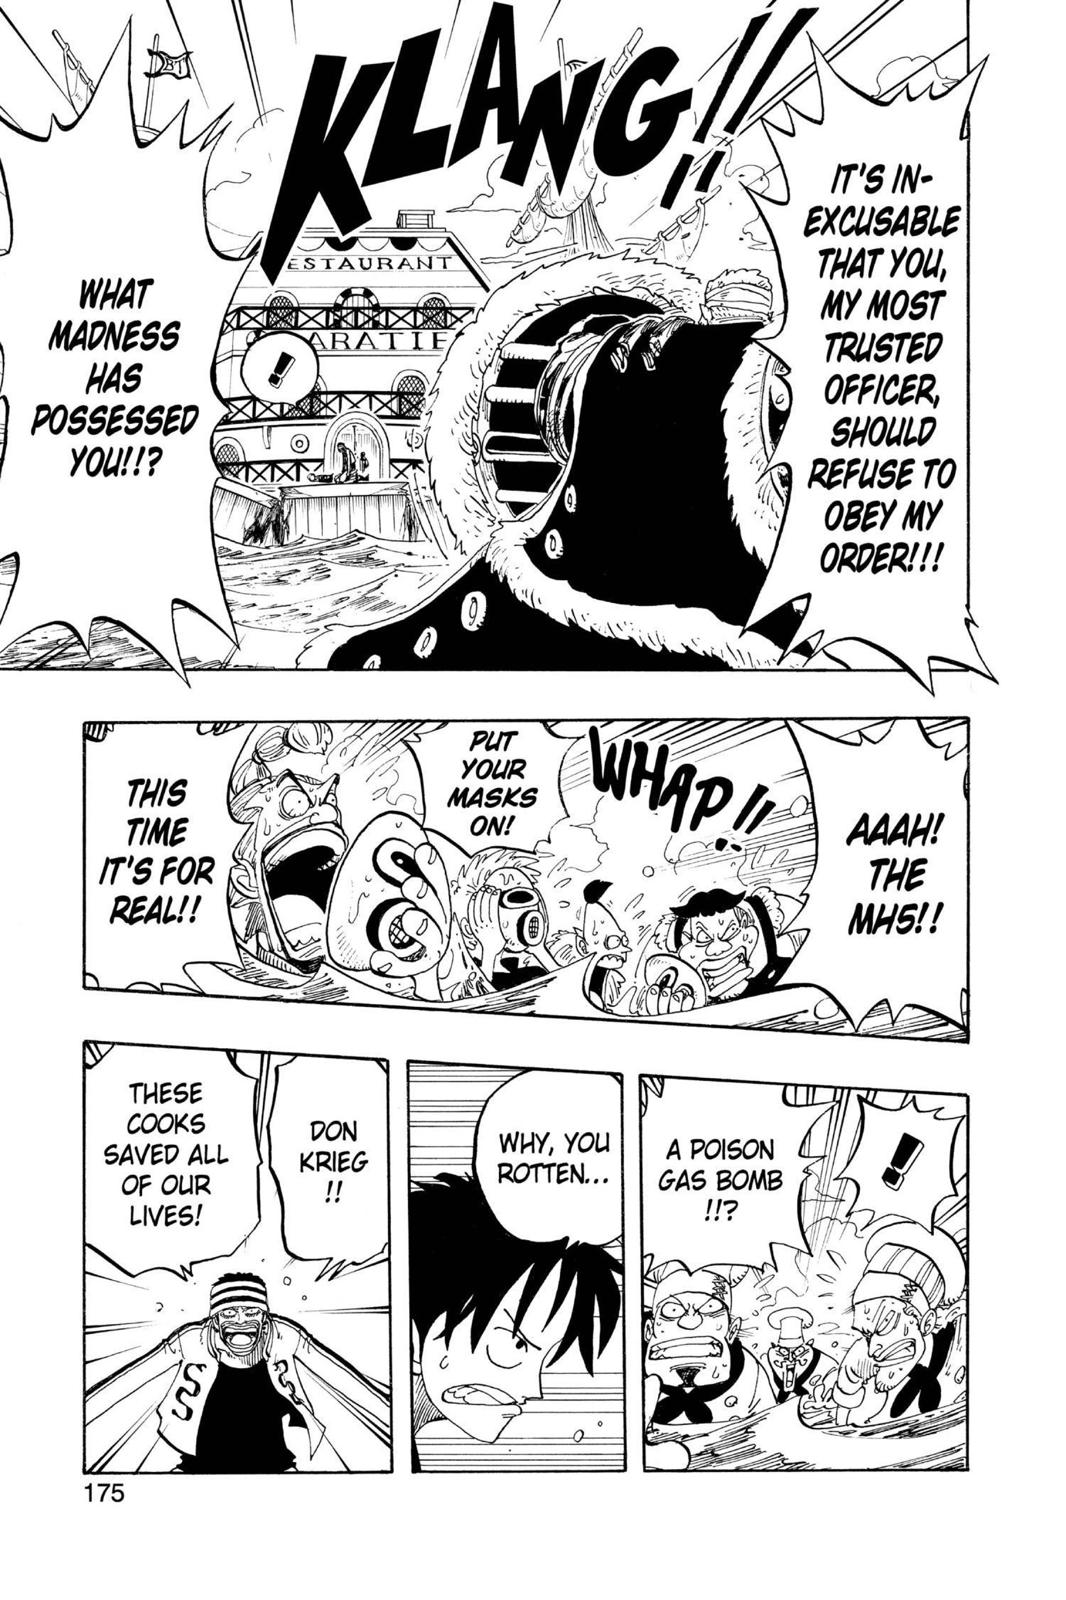 KLANG!!
IT'S IN-
EXCUSABLE
THAT YOU,
MY MOST
TRUSTED
OFFICER,
SHOULD
REFUSE TO
OBEY MY
ORDER!!!
ESTAURANT
ARATIE
!
WHAT
MADNESS
HAS
POSSESSED
YOU!!?
AAAH!
THE
MH5!!
WHAP!!
PUT
YOUR
MASKS
ON!
THIS
TIME
IT'S FOR
REAL!!
!
A POISON
GAS BOMB
!!?
WHY, YOU
ROTTEN...
DON
KRIEG
!!
THESE
COOKS
SAVED ALL
OF OUR
LIVES!
175